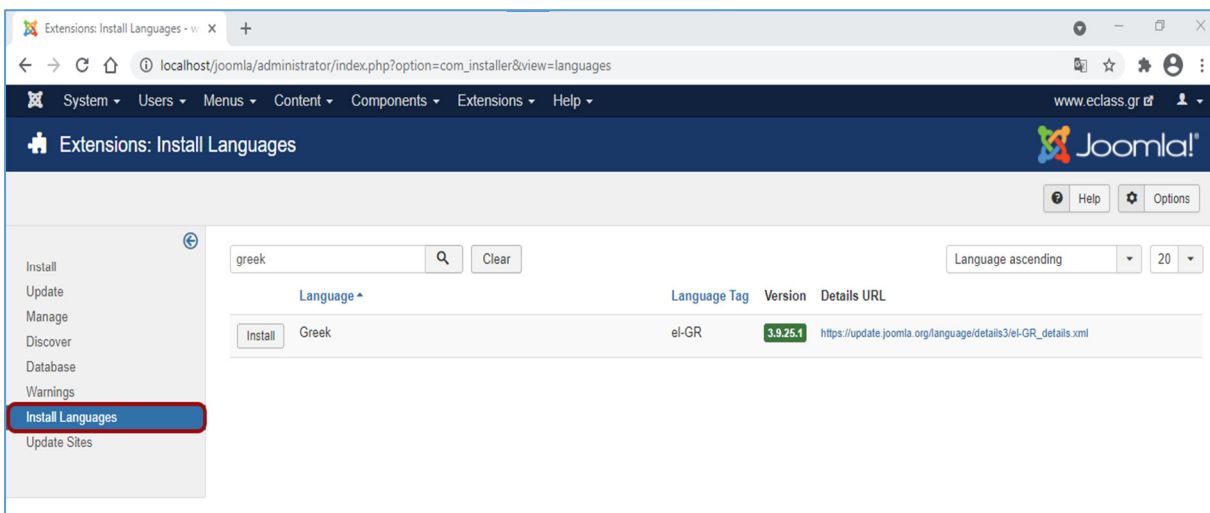 Extensions: Install Languages - w
localhost/joomla/administrator/index.php?option=com_installer&view=languages
System Users Menus Content Components Extensions Help www.eclass.gr
Extensions: Install Languages Joomla!®
Help Options
Install
Update
Manage
Discover
Database
Warnings
Install Languages
Update Sites
greek Clear Language ascending 20
Language Language Tag Version Details URL
Install Greek el-GR 3.9.25.1 https://update.joomla.org/language/details3/el-GR_details.xml